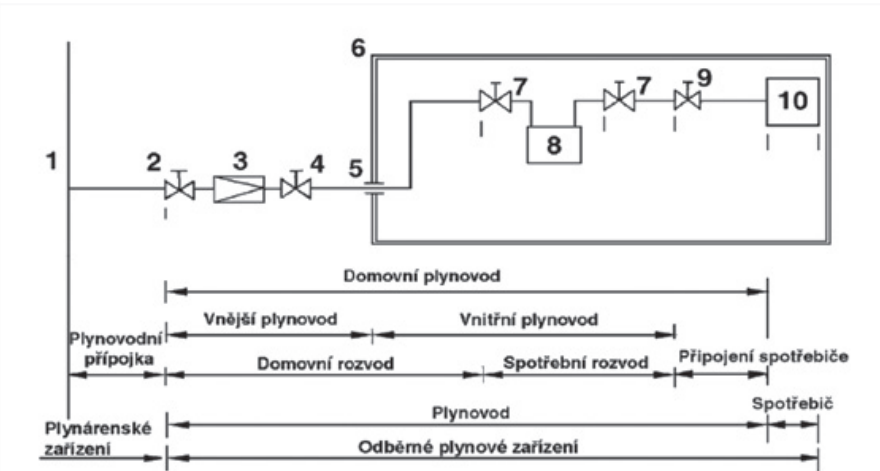 6
7
7
9
10
1
2
3
4
5
8
Domovní plynovod
Vnější plynovod
Vnitřní plynovod
Plynovodní
přípojka
Domovní rozvod
Spotřební rozvod
Připojení spotřebiče
Plynovod
Spotřebič
Plynárenské
zařízení
Odběrné plynové zařízení